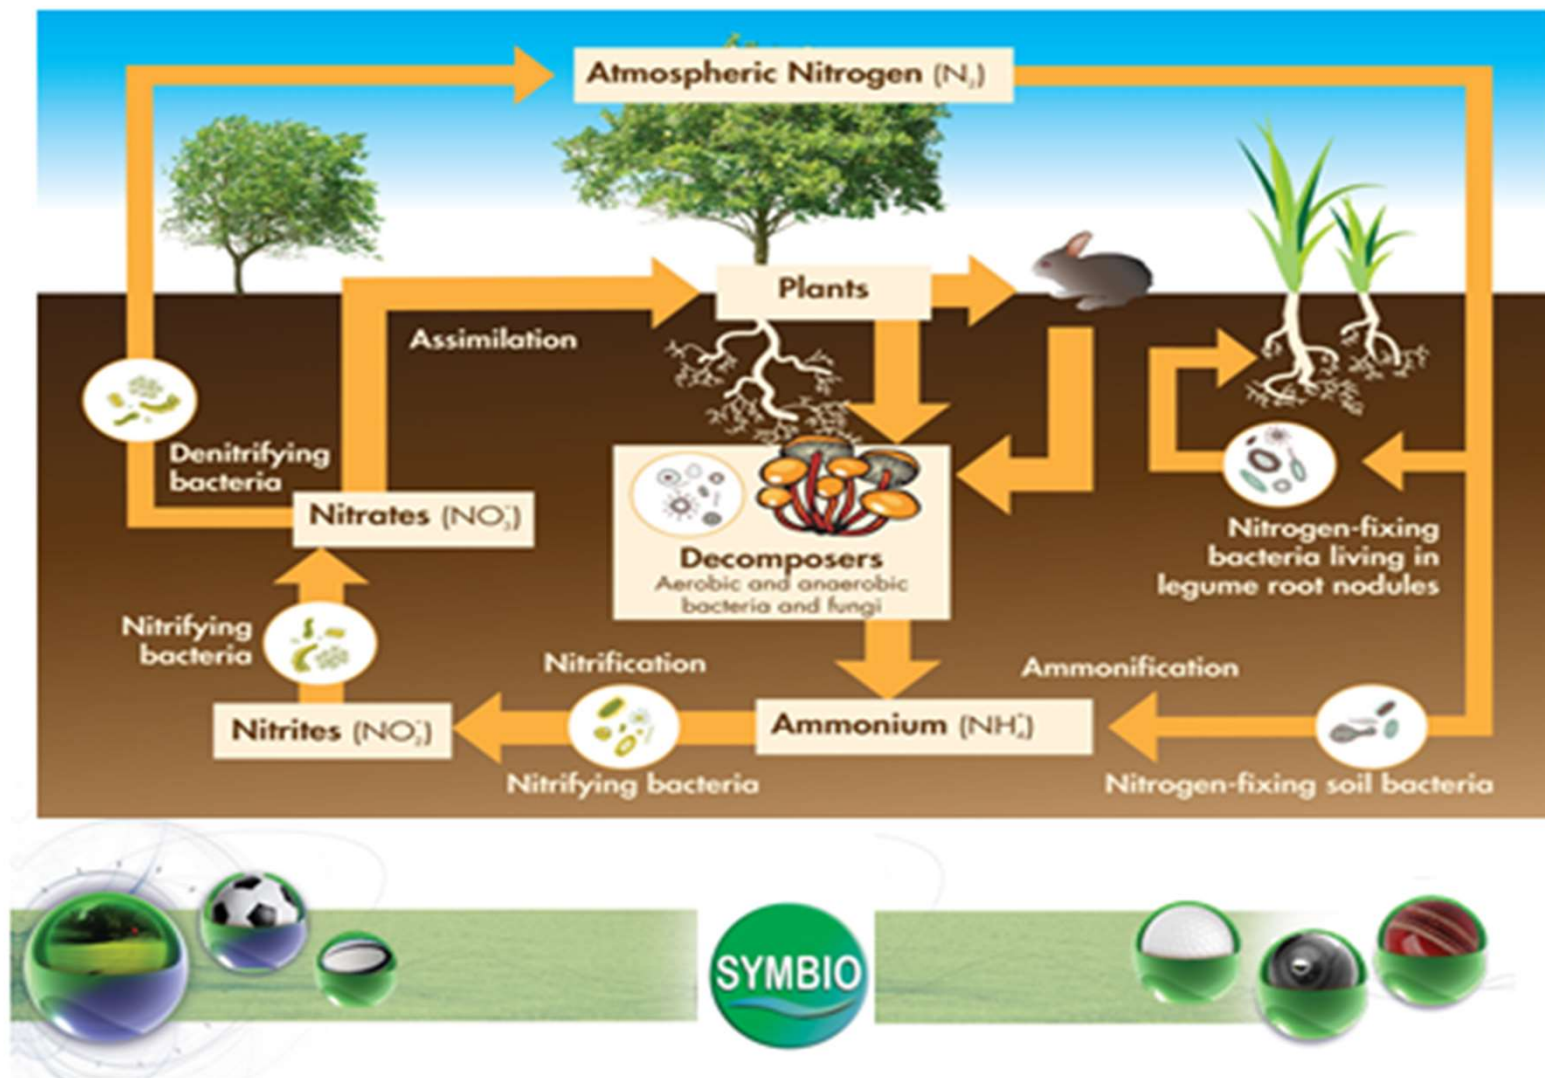 Atmospheric Nitrogen (N₂)
Plants
Assimilation
Denitrifying
bacteria
Nitrates (NO₃⁻)
Decomposers
Aerobic and anaerobic
bacteria and fungi
Nitrogen-fixing
bacteria living in
legume root nodules
Nitrifying
bacteria
Nitrification
Ammonification
Nitrites (NO₂⁻)
Ammonium (NH₄⁺)
Nitrifying bacteria
Nitrogen-fixing soil bacteria
SYMBIO